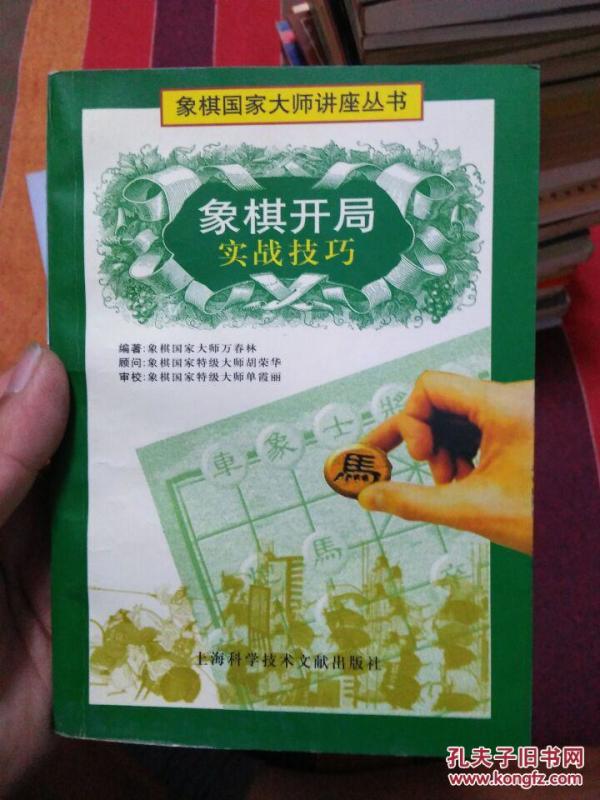 象棋国家大师讲座丛书
象棋开局
实战技巧
编著:象棋国家大师万春林
顾问:象棋国家特级大师胡荣华
审校:象棋国家特级大师单霞丽
車象士將
馬
馬
上海科学技术文献出版社
孔夫子旧书网
www.kongfz.com